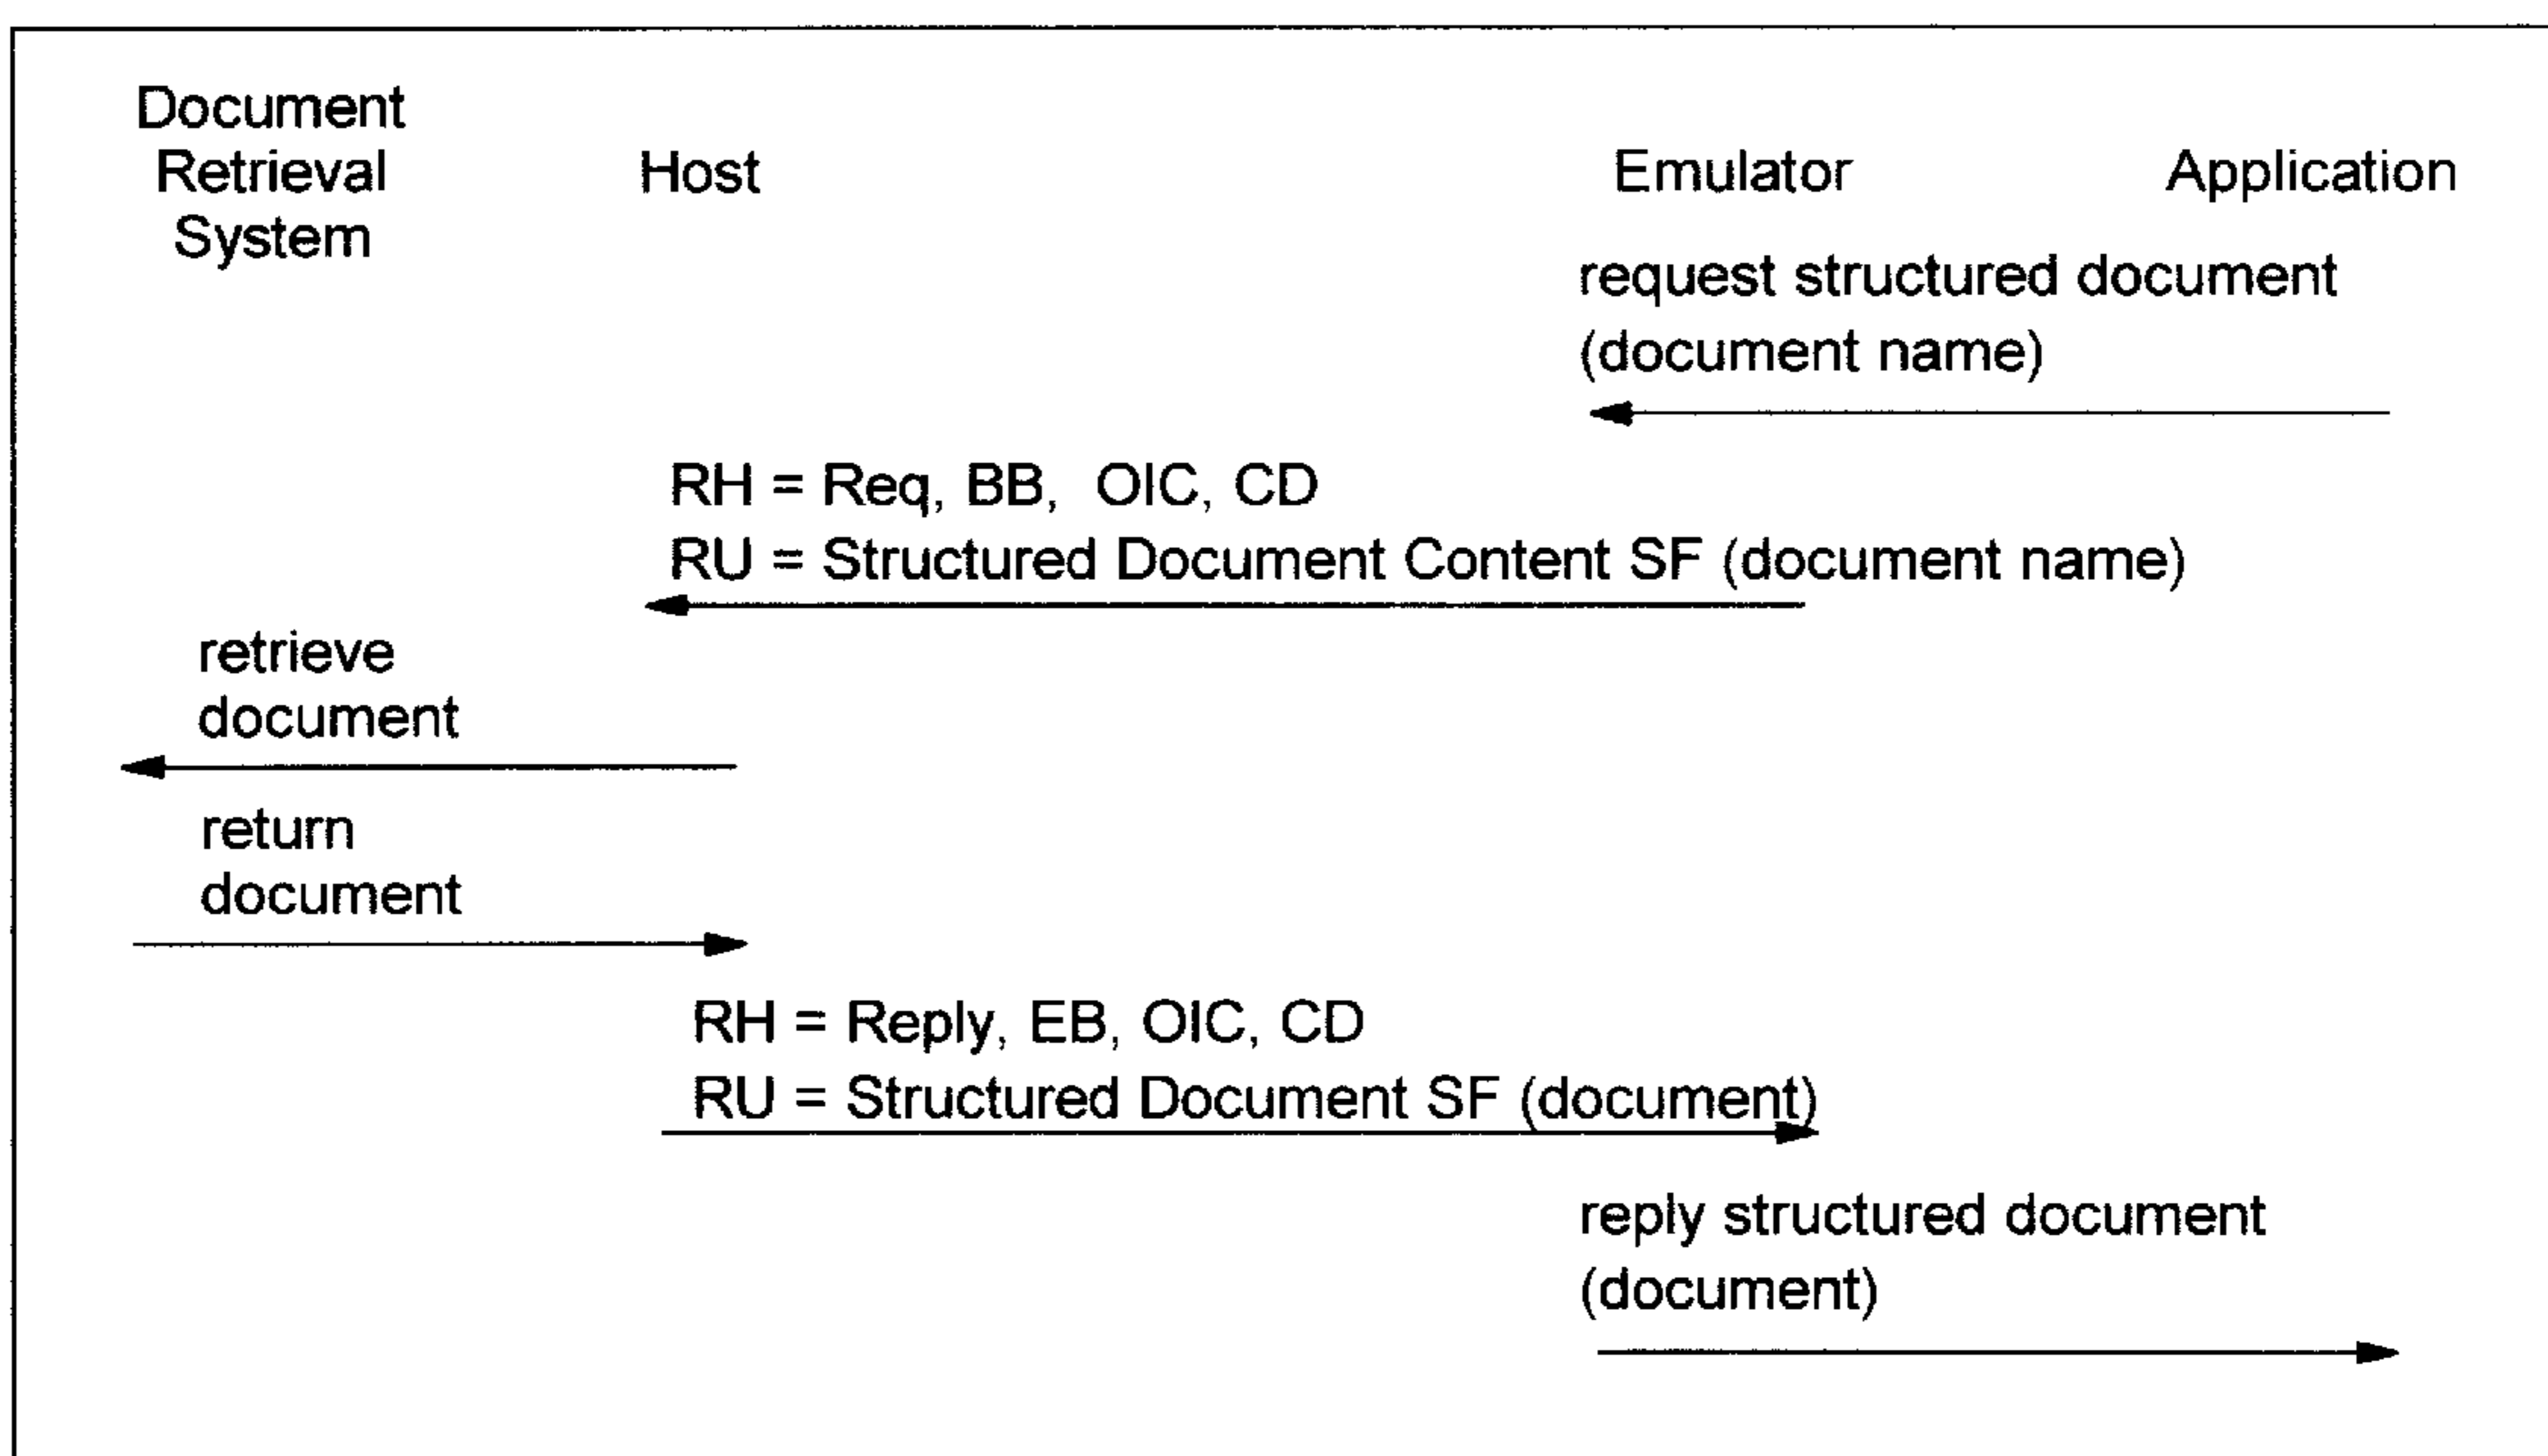 Document
Retrieval
System
Host
Emulator
Application
request structured document
(document name)
RH = Req, BB, OIC, CD
RU = Structured Document Content SF (document name)
retrieve
document
return
document
RH = Reply, EB, OIC, CD
RU = Structured Document SF (document)
reply structured document
(document)